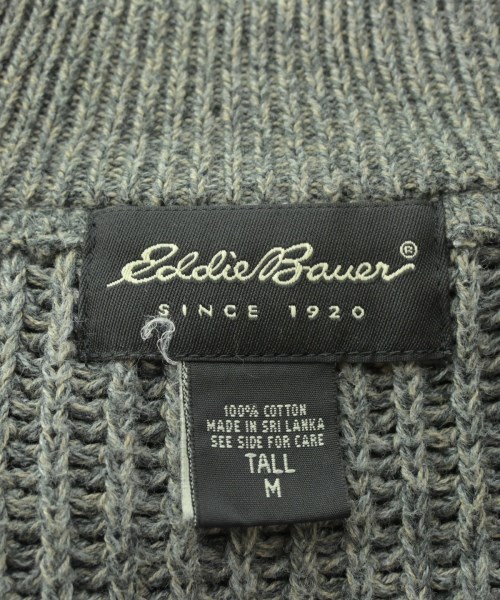 Eddie Bauer®
SINCE 1920
100% COTTON
MADE IN SRI LANKA
SEE SIDE FOR CARE
TALL
M